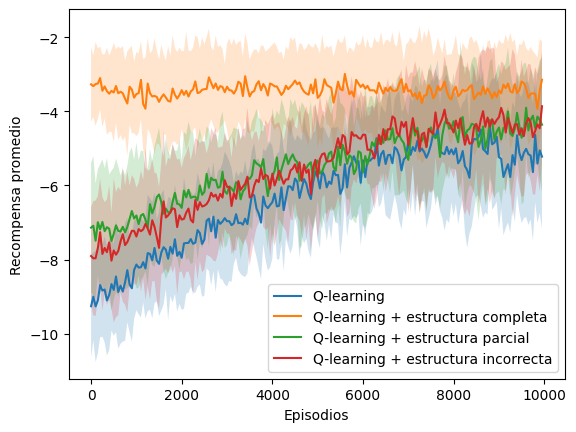 Recompensa promedio
−2
−4
−6
−8
−10
0
2000
4000
6000
8000
10000
Episodios
Q-learning
Q-learning + estructura completa
Q-learning + estructura parcial
Q-learning + estructura incorrecta